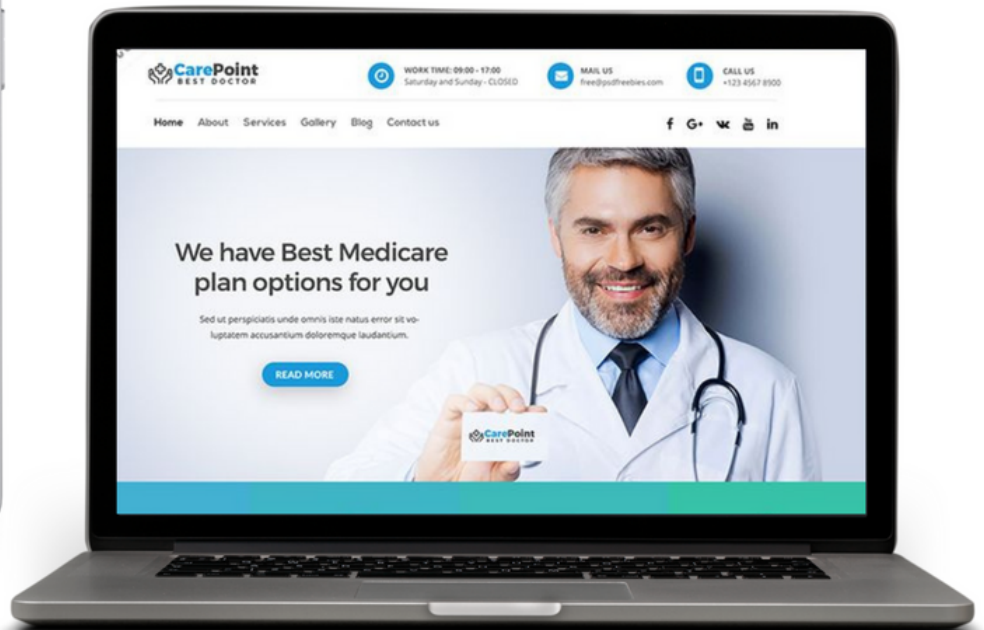 CarePoint
BEST DOCTOR
WORK TIME: 09:00 - 17:00
Saturday and Sunday - CLOSED
MAIL US
free@psdfreebies.com
CALL US
+123 4567 8900
Home About Services Gallery Blog Contact us
f G+ in
We have Best Medicare
plan options for you
Sed ut perspiciatis unde omnis iste natus error sit vo-
luptatem accusantium doloremque laudantium.
READ MORE
CarePoint
BEST DOCTOR